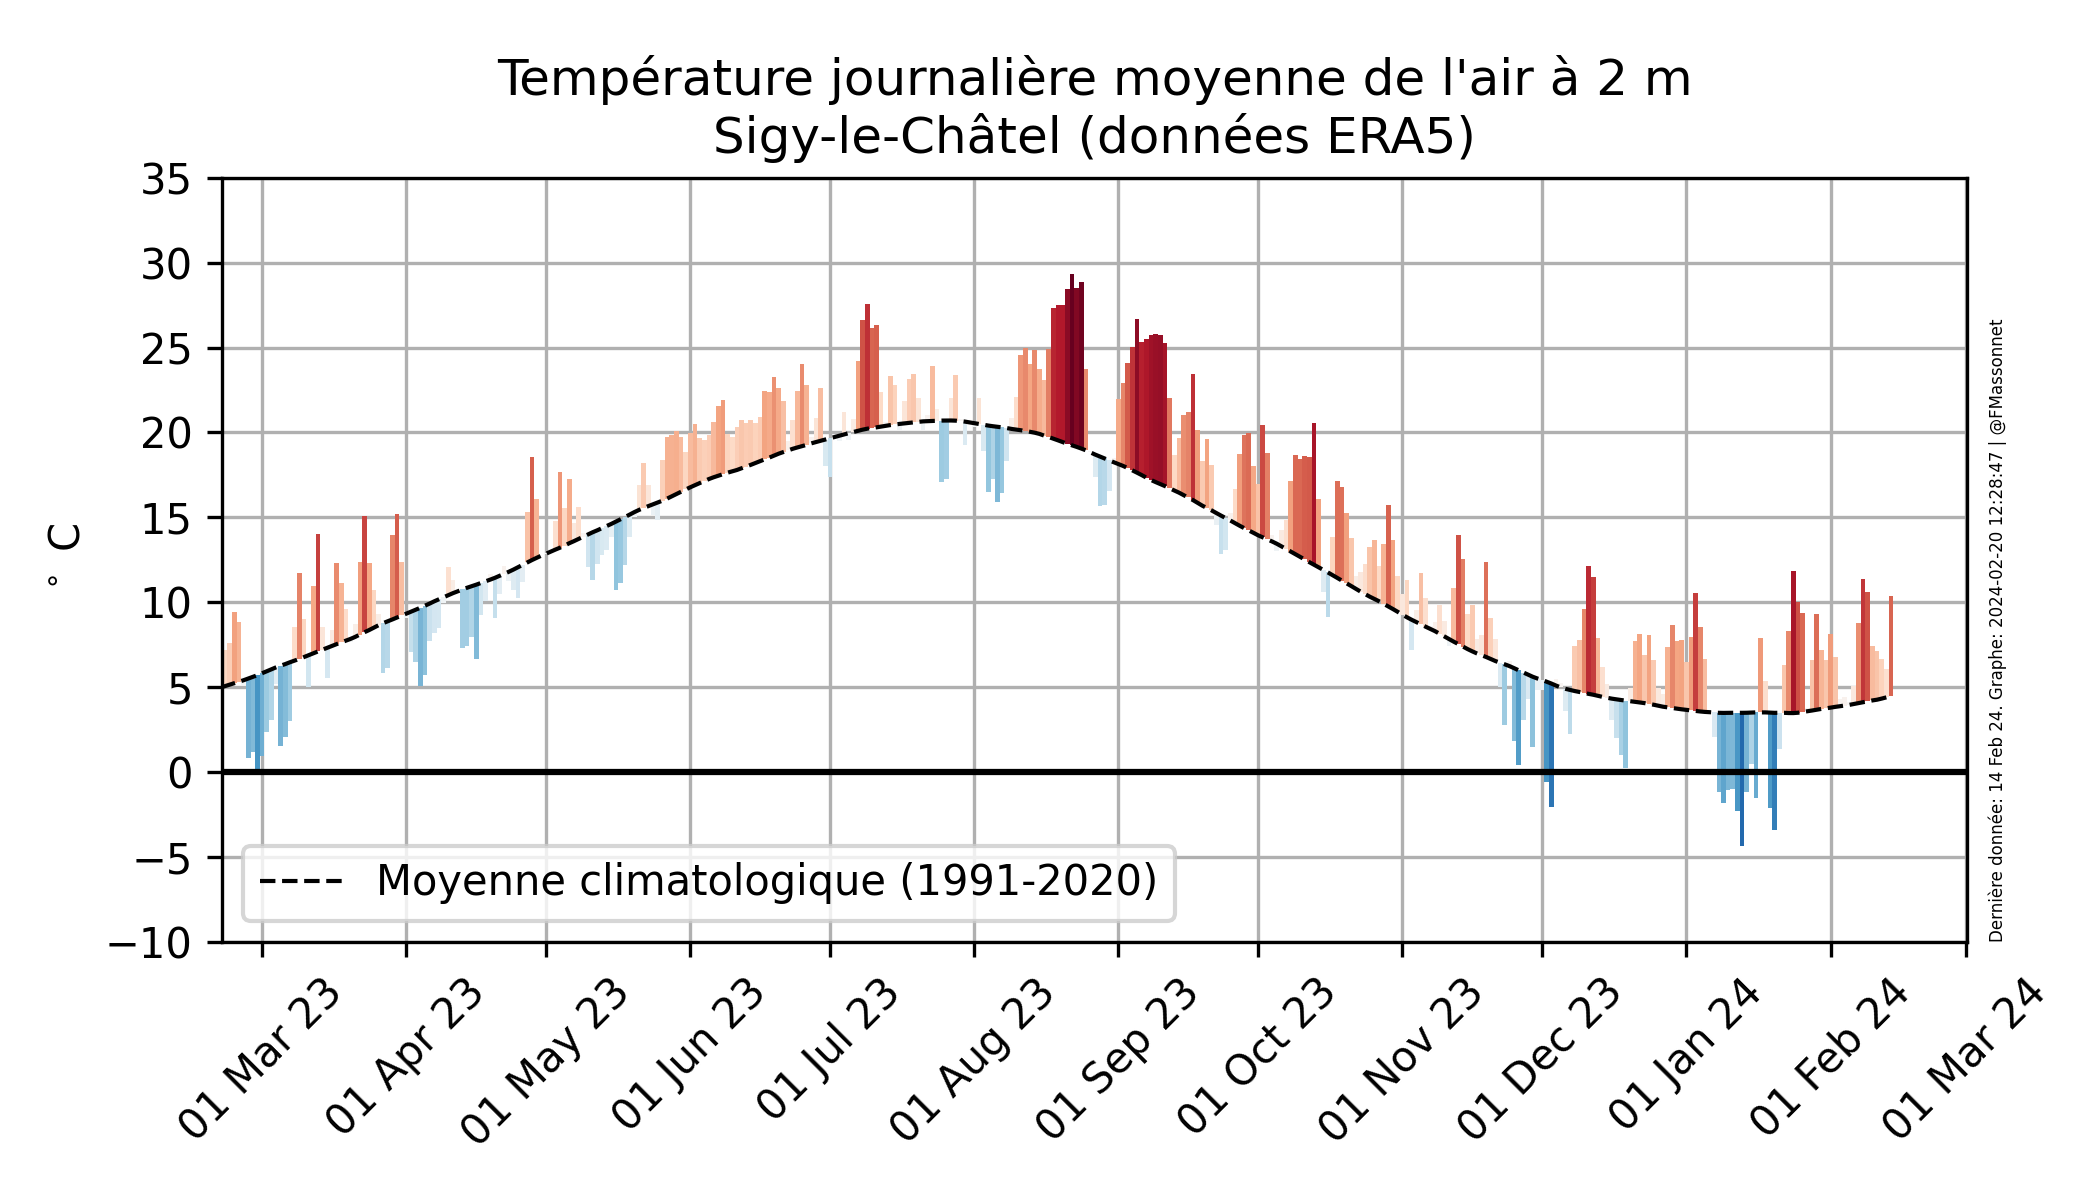 Température journalière moyenne de l'air à 2 m
Sigy-le-Châtel (données ERA5)
35
30
25
20
15
10
5
0
−5
−10
° C
Moyenne climatologique (1991-2020)
01 Mar 23
01 Apr 23
01 May 23
01 Jun 23
01 Jul 23
01 Aug 23
01 Sep 23
01 Oct 23
01 Nov 23
01 Dec 23
01 Jan 24
01 Feb 24
01 Mar 24
Dernière donnée: 14 Feb 24. Graphe: 2024-02-20 12:28:47 | @FMassonnet